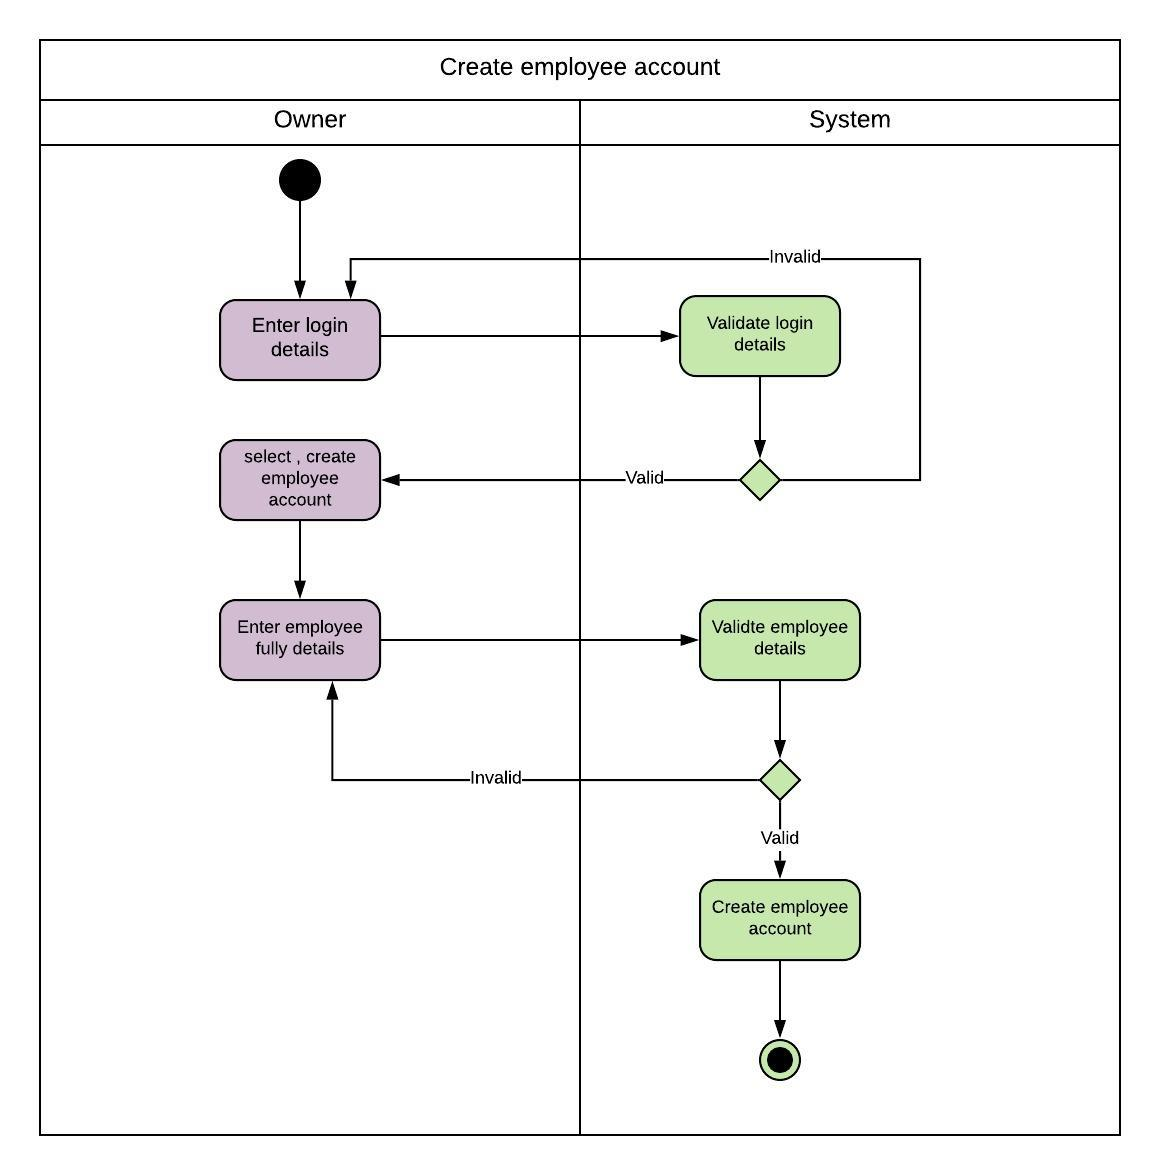 Create employee account
Owner
System
Invalid
Enter login
details
Validate login
details
select , create
employee
account
Valid
Enter employee
fully details
Validte employee
details
Invalid
Valid
Create employee
account